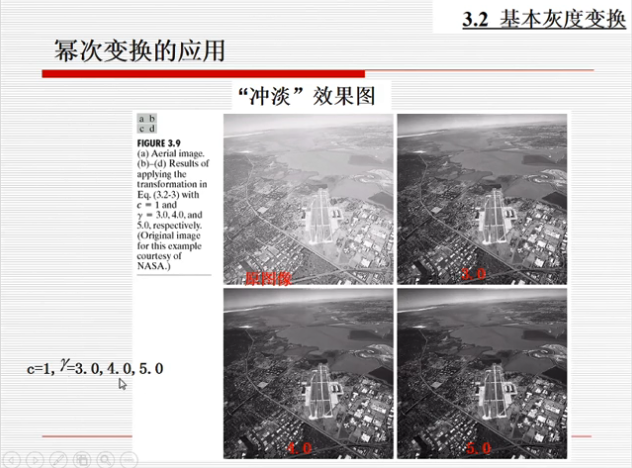 3.2 基本灰度变换
幂次变换的应用
“冲淡”效果图
a b
c d
FIGURE 3.9
(a) Aerial image.
(b)–(d) Results of
applying the
transformation in
Eq. (3.2-3) with
c = 1 and
γ = 3.0, 4.0, and
5.0, respectively.
(Original image
for this example
courtesy of
NASA.)
原图像
3.0
c=1, γ=3.0, 4.0, 5.0
4.0
5.0